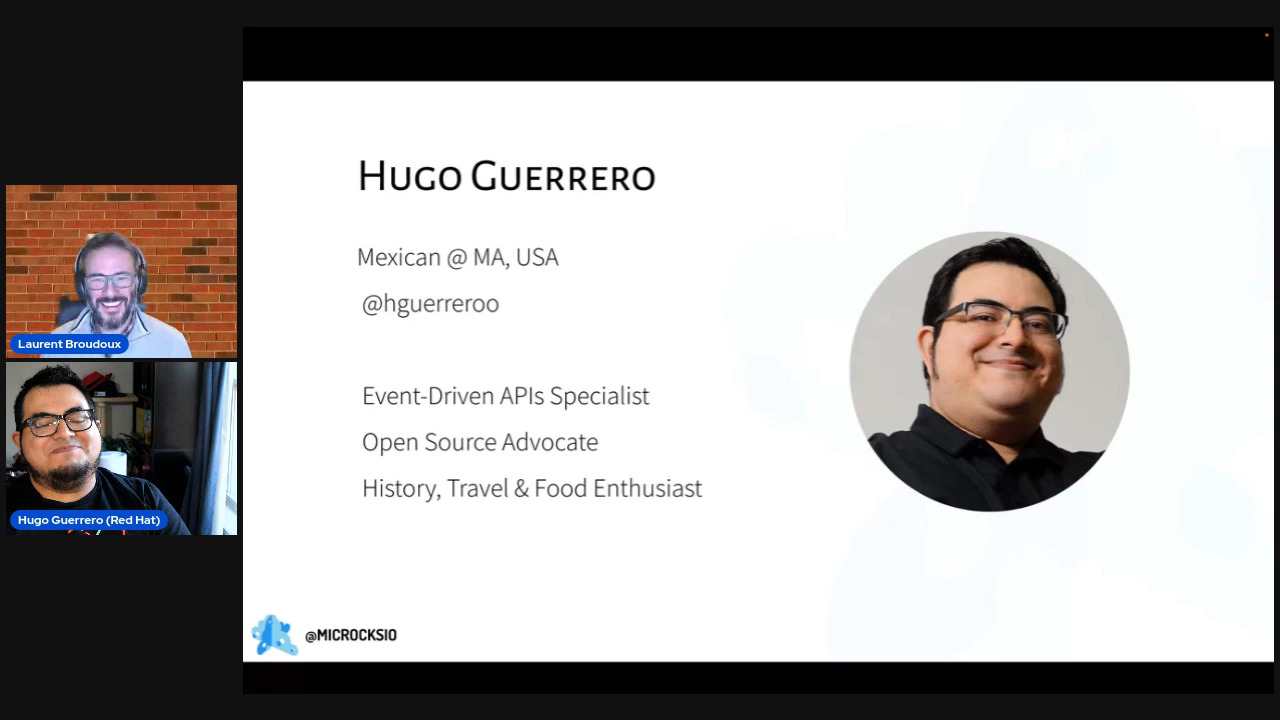 Hugo Guerrero
Mexican @ MA, USA
@hguerreroo
Event-Driven APIs Specialist
Open Source Advocate
History, Travel & Food Enthusiast
@MICROCKSIO
Laurent Broudoux
Hugo Guerrero (Red Hat)